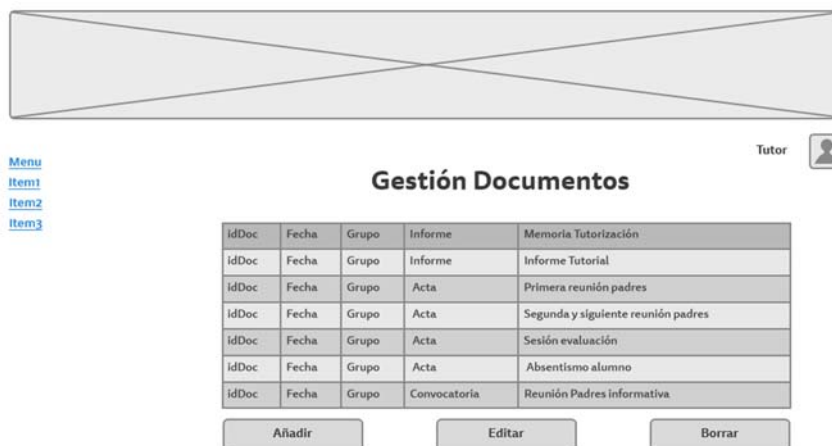 Tutor
Menu
Item1
Item2
Item3
Gestión Documentos
idDoc Fecha Grupo Informe Memoria Tutorización
idDoc Fecha Grupo Informe Informe Tutorial
idDoc Fecha Grupo Acta Primera reunión padres
idDoc Fecha Grupo Acta Segunda y siguiente reunión padres
idDoc Fecha Grupo Acta Sesión evaluación
idDoc Fecha Grupo Acta Absentismo alumno
idDoc Fecha Grupo Convocatoria Reunión Padres informativa
Añadir Editar Borrar